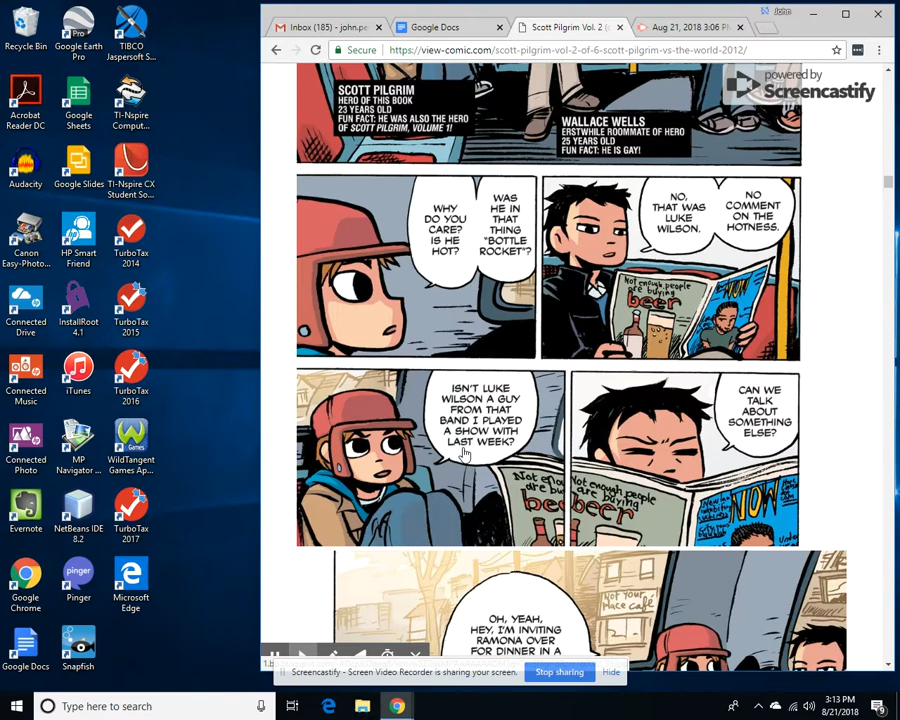 Recycle Bin
Google Earth Pro
TIBCO Jaspersoft S...
Acrobat Reader DC
Google Sheets
TI-Nspire Comput...
Audacity
Google Slides
TI-Nspire CX Student So...
Canon Easy-Photo...
HP Smart Friend
TurboTax 2014
Connected Drive
InstallRoot 4.1
TurboTax 2015
Connected Music
iTunes
TurboTax 2016
Connected Photo
MP Navigator ...
WildTangent Games Ap...
Evernote
NetBeans IDE 8.2
TurboTax 2017
Google Chrome
Pinger
Microsoft Edge
Google Docs
Snapfish
John
Inbox (185) - john.pe
Google Docs
Scott Pilgrim Vol. 2 (
Aug 21, 2018 3:06 P
Secure
https://view-comic.com/scott-pilgrim-vol-2-of-6-scott-pilgrim-vs-the-world-2012/
powered by
Screencastify
SCOTT PILGRIM
HERO OF THIS BOOK
23 YEARS OLD
FUN FACT: HE WAS ALSO THE HERO
OF SCOTT PILGRIM, VOLUME 1!
WALLACE WELLS
ERSTWHILE ROOMMATE OF HERO
25 YEARS OLD
FUN FACT: HE IS GAY!
WHY
DO YOU
CARE?
IS HE
HOT?
WAS
HE IN
THAT
THING
"BOTTLE
ROCKET"?
NO,
THAT WAS
LUKE
WILSON.
NO
COMMENT
ON THE
HOTNESS.
Not enough people
are buying
beer
NOW
ISN'T LUKE
WILSON A GUY
FROM THAT
BAND I PLAYED
A SHOW WITH
LAST WEEK?
CAN WE
TALK
ABOUT
SOMETHING
ELSE?
Not enough people
are buying
beer
NOW
Not Your
Place café
OH, YEAH,
HEY, I'M INVITING
RAMONA OVER
FOR DINNER IN A
Screencastify - Screen Video Recorder is sharing your screen.
Stop sharing
Hide
Type here to search
3:13 PM
8/21/2018
9